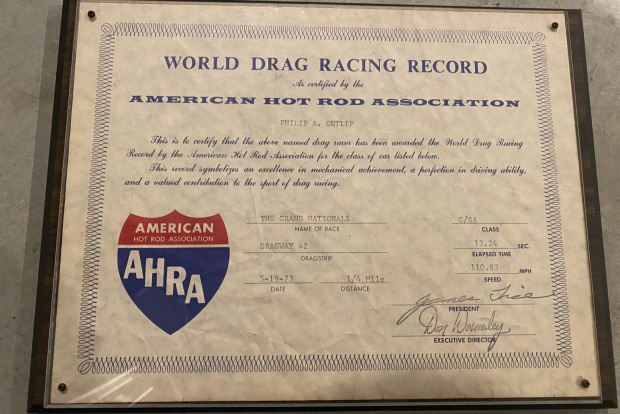 WORLD DRAG RACING RECORD
As certified by the
AMERICAN HOT ROD ASSOCIATION
PHILIP A. CUTLIP
This is to certify that the above named drag racer has been awarded the World Drag Racing
Record by the American Hot Rod Association for the class of car listed below.
This record symbolizes an excellence in mechanical achievement, a perfection in driving ability,
and a valued contribution to the sport of drag racing.
AMERICAN
HOT ROD ASSOCIATION
AHRA
THE GRAND NATIONALS
NAME OF RACE
DRAGWAY 42
DRAGSTRIP
5-19-73
DATE
1/4 Mile
DISTANCE
C/SA
CLASS
13.24 SEC.
ELAPSED TIME
110.83 MPH
SPEED
James Tice
PRESIDENT
Don Wormley
EXECUTIVE DIRECTOR